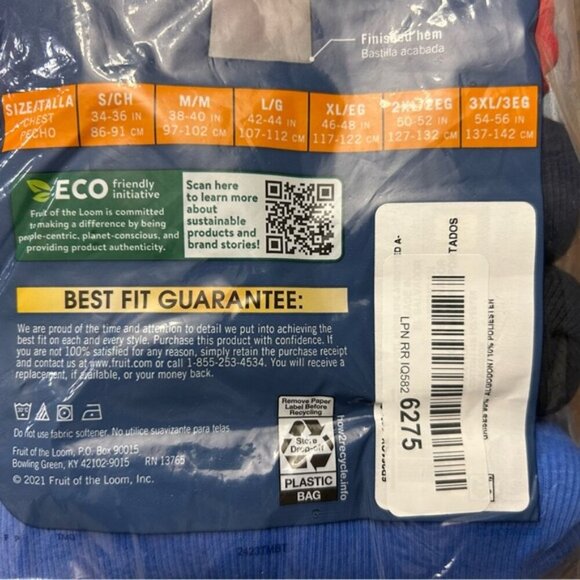 Finished hem
Bastilla acabada
SIZE/TALLA
CHEST
PECHO
S/CH
34-36 IN
86-91 CM
M/M
38-40 IN
97-102 CM
L/G
42-44 IN
107-112 CM
XL/EG
46-48 IN
117-122 CM
2XL/2EG
50-52 IN
127-132 CM
3XL/3EG
54-56 IN
137-142 CM
ECO friendly initiative
Fruit of the Loom is committed
to making a difference by being
people-centric, planet-conscious, and
providing product authenticity.
Scan here
to learn more
about
sustainable
products and
brand stories!
BEST FIT GUARANTEE:
We are proud of the time and attention to detail we put into achieving the
best fit on each and every style. Purchase this product with confidence. If
you are not 100% satisfied for any reason, simply retain the purchase receipt
and contact us at www.fruit.com or call 1-855-253-4534. You will receive a
replacement, if available, or your money back.
Do not use fabric softener. No utilice suavizante para telas
Fruit of the Loom, P.O. Box 90015
Bowling Green, KY 42102-9015 RN 13765
© 2021 Fruit of the Loom, Inc.
Remove Paper
Label Before
Recycling
Store
Drop-off
PLASTIC
BAG
how2recycle.info
LPN RR IQ582 6275
TADOS
ED A-
2423TMBT